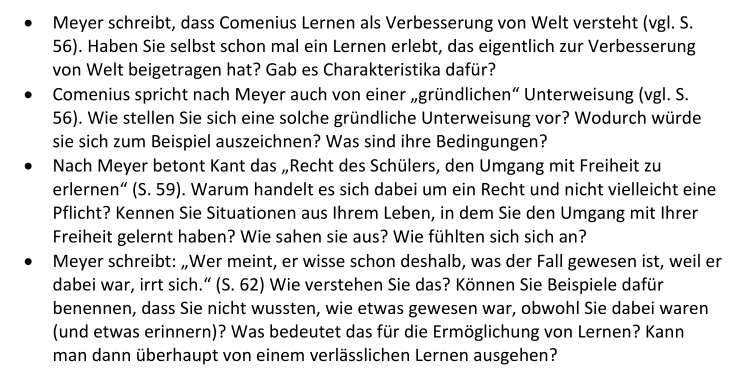 • Meyer schreibt, dass Comenius Lernen als Verbesserung von Welt versteht (vgl. S.
56). Haben Sie selbst schon mal ein Lernen erlebt, das eigentlich zur Verbesserung
von Welt beigetragen hat? Gab es Charakteristika dafür?
• Comenius spricht nach Meyer auch von einer „gründlichen“ Unterweisung (vgl. S.
56). Wie stellen Sie sich eine solche gründliche Unterweisung vor? Wodurch würde
sie sich zum Beispiel auszeichnen? Was sind ihre Bedingungen?
• Nach Meyer betont Kant das „Recht des Schülers, den Umgang mit Freiheit zu
erlernen“ (S. 59). Warum handelt es sich dabei um ein Recht und nicht vielleicht eine
Pflicht? Kennen Sie Situationen aus Ihrem Leben, in dem Sie den Umgang mit Ihrer
Freiheit gelernt haben? Wie sahen sie aus? Wie fühlten sich sich an?
• Meyer schreibt: „Wer meint, er wisse schon deshalb, was der Fall gewesen ist, weil er
dabei war, irrt sich.“ (S. 62) Wie verstehen Sie das? Können Sie Beispiele dafür
benennen, dass Sie nicht wussten, wie etwas gewesen war, obwohl Sie dabei waren
(und etwas erinnern)? Was bedeutet das für die Ermöglichung von Lernen? Kann
man dann überhaupt von einem verlässlichen Lernen ausgehen?